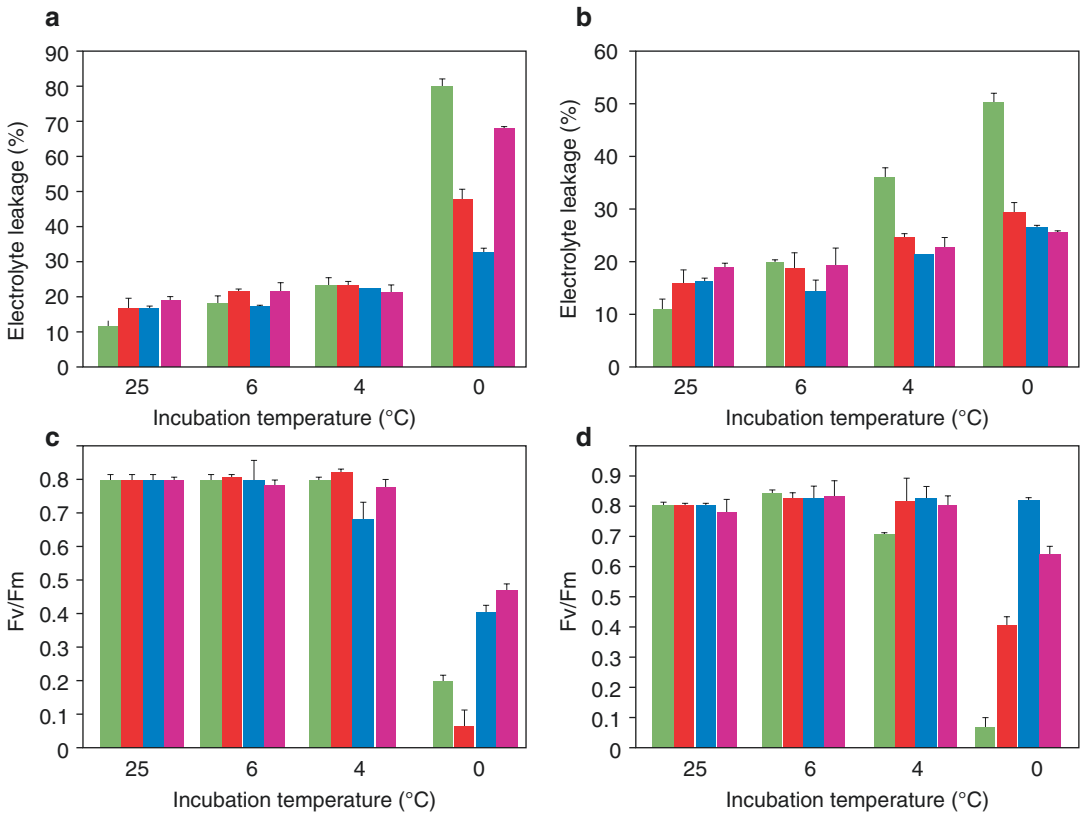 a
90
80
70
60
50
40
30
20
10
0
Electrolyte leakage (%)
25 6 4 0
Incubation temperature (°C)
b
60
50
40
30
20
10
0
Electrolyte leakage (%)
25 6 4 0
Incubation temperature (°C)
c
0.8
0.7
0.6
0.5
0.4
0.3
0.2
0.1
0
Fv/Fm
25 6 4 0
Incubation temperature (°C)
d
0.9
0.8
0.7
0.6
0.5
0.4
0.3
0.2
0.1
0
Fv/Fm
25 6 4 0
Incubation temperature (°C)